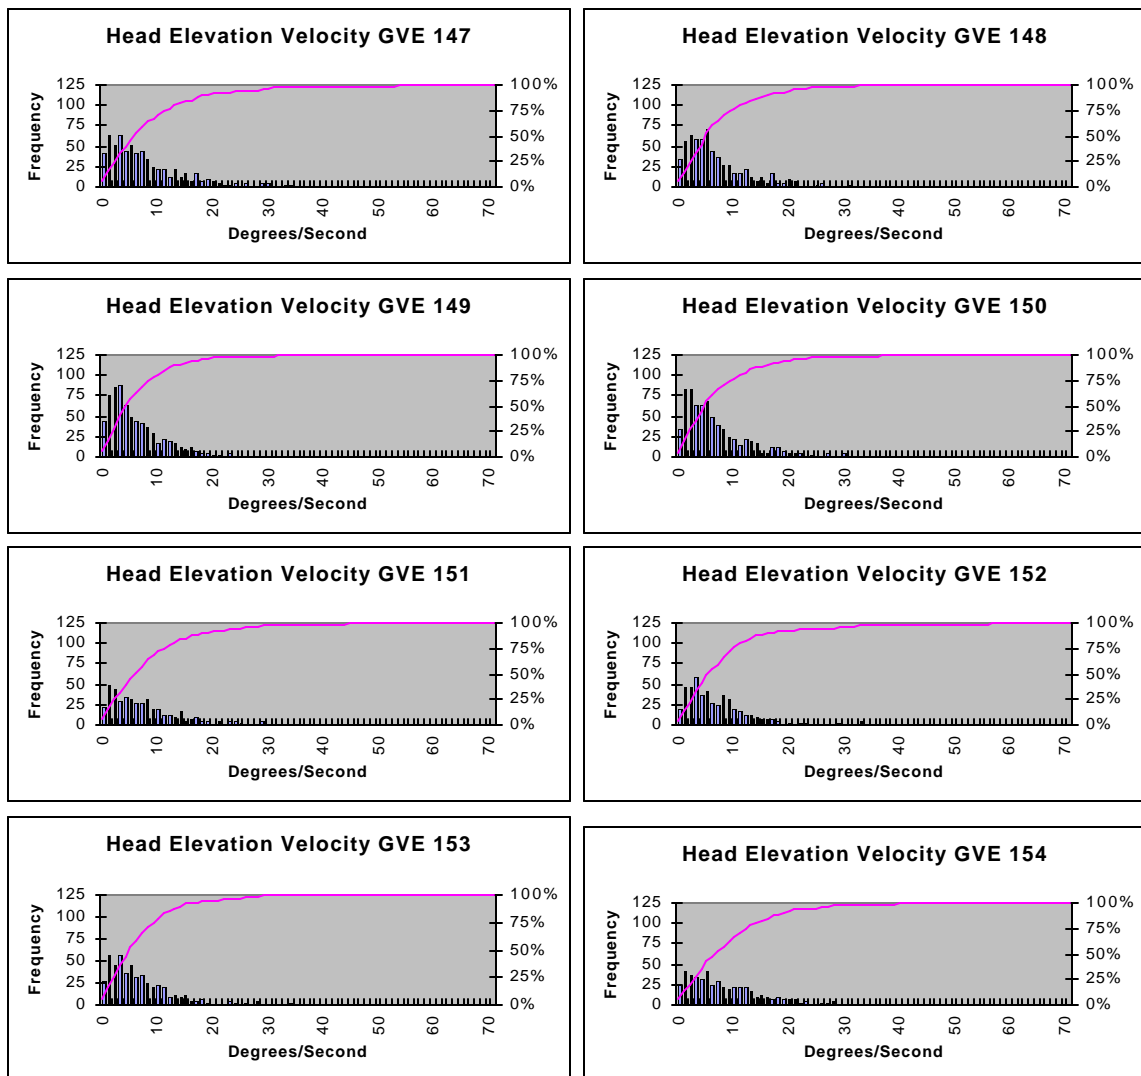 Head Elevation Velocity GVE 147
125
100
75
50
25
0
Frequency
100%
75%
50%
25%
0%
0 10 20 30 40 50 60 70
Degrees/Second
Head Elevation Velocity GVE 148
125
100
75
50
25
0
Frequency
100%
75%
50%
25%
0%
0 10 20 30 40 50 60 70
Degrees/Second
Head Elevation Velocity GVE 149
125
100
75
50
25
0
Frequency
100%
75%
50%
25%
0%
0 10 20 30 40 50 60 70
Degrees/Second
Head Elevation Velocity GVE 150
125
100
75
50
25
0
Frequency
100%
75%
50%
25%
0%
0 10 20 30 40 50 60 70
Degrees/Second
Head Elevation Velocity GVE 151
125
100
75
50
25
0
Frequency
100%
75%
50%
25%
0%
0 10 20 30 40 50 60 70
Degrees/Second
Head Elevation Velocity GVE 152
125
100
75
50
25
0
Frequency
100%
75%
50%
25%
0%
0 10 20 30 40 50 60 70
Degrees/Second
Head Elevation Velocity GVE 153
125
100
75
50
25
0
Frequency
100%
75%
50%
25%
0%
0 10 20 30 40 50 60 70
Degrees/Second
Head Elevation Velocity GVE 154
125
100
75
50
25
0
Frequency
100%
75%
50%
25%
0%
0 10 20 30 40 50 60 70
Degrees/Second